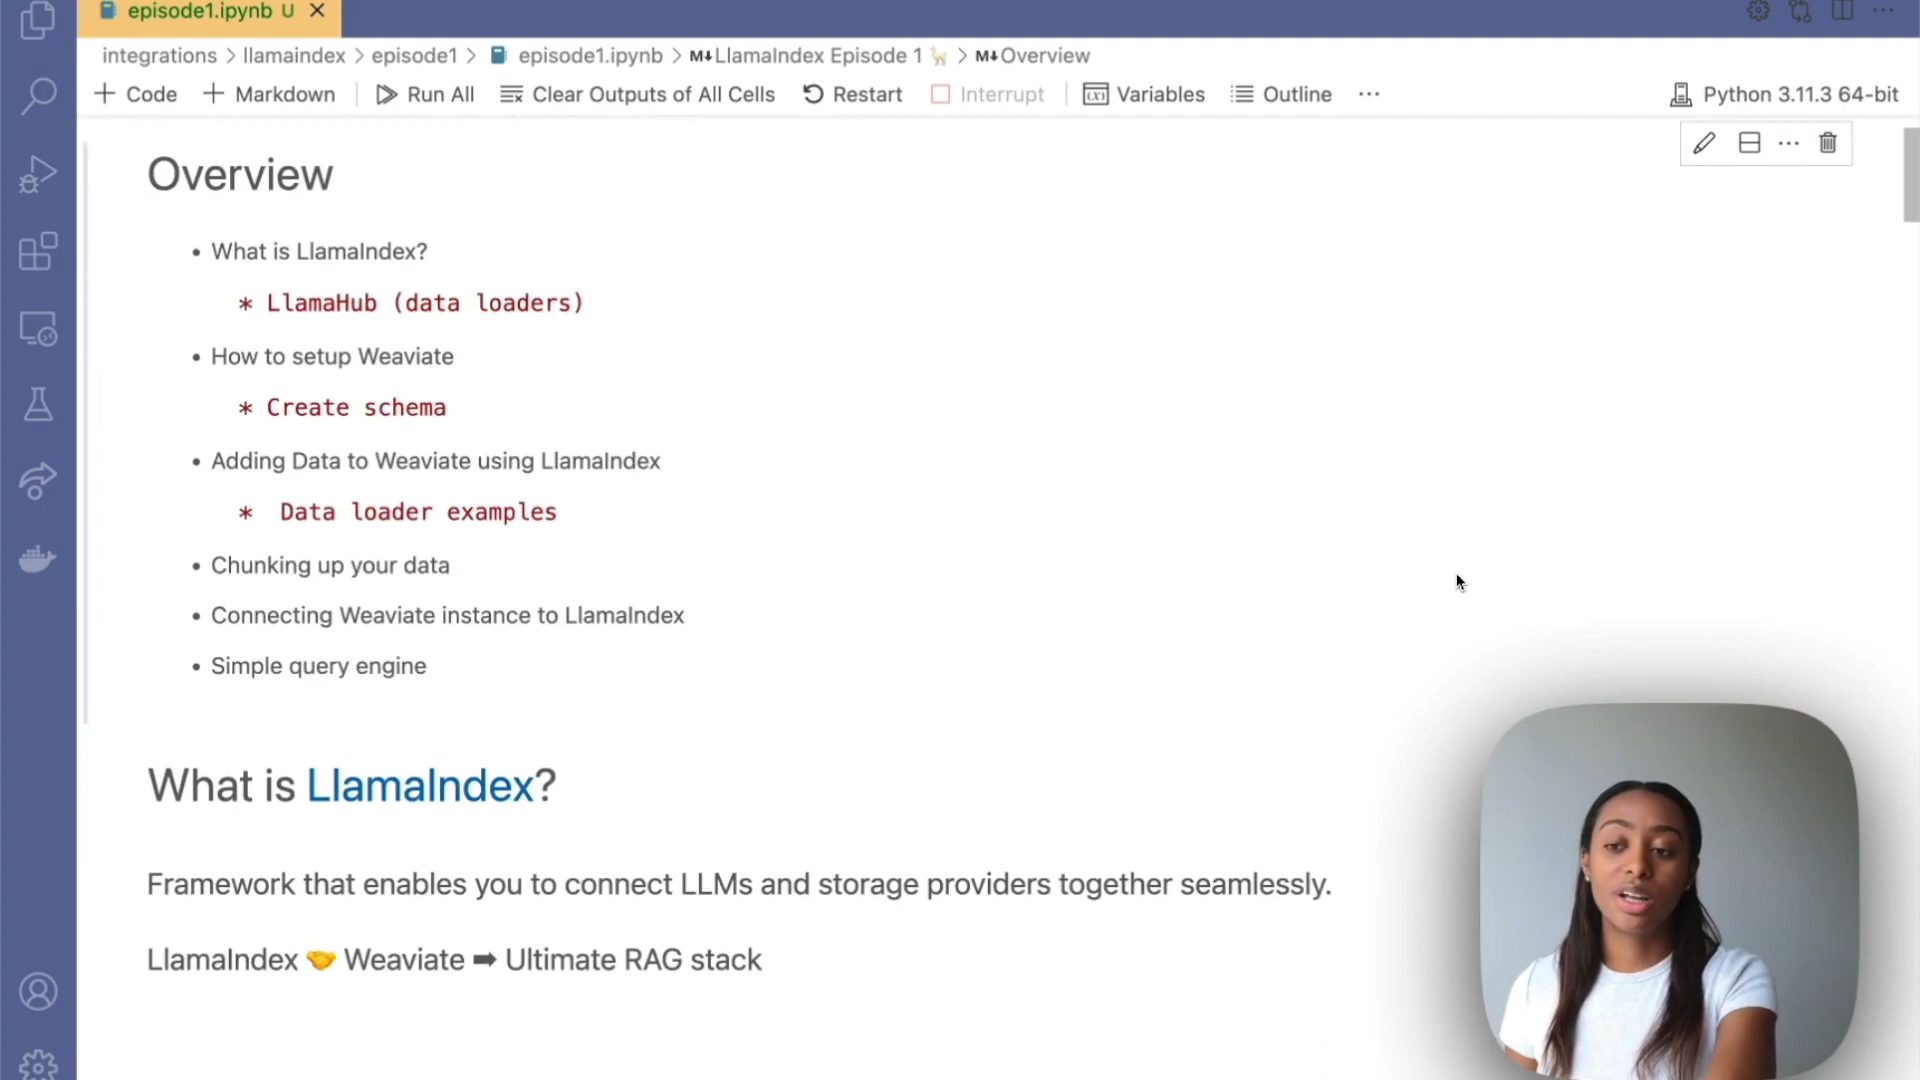 episode1.ipynb U
integrations > llamaindex > episode1 > episode1.ipynb > M↓LlamaIndex Episode 1 🦙 > M↓Overview
+ Code + Markdown Run All Clear Outputs of All Cells Restart Interrupt Variables Outline ... Python 3.11.3 64-bit
Overview
• What is LlamaIndex?
* LlamaHub (data loaders)
• How to setup Weaviate
* Create schema
• Adding Data to Weaviate using LlamaIndex
* Data loader examples
• Chunking up your data
• Connecting Weaviate instance to LlamaIndex
• Simple query engine
What is LlamaIndex?
Framework that enables you to connect LLMs and storage providers together seamlessly.
LlamaIndex 🤝 Weaviate ➡ Ultimate RAG stack